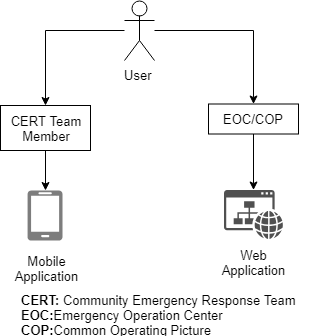 User
CERT Team
Member
EOC/COP
Mobile
Application
Web
Application
CERT: Community Emergency Response Team
EOC:Emergency Operation Center
COP:Common Operating Picture